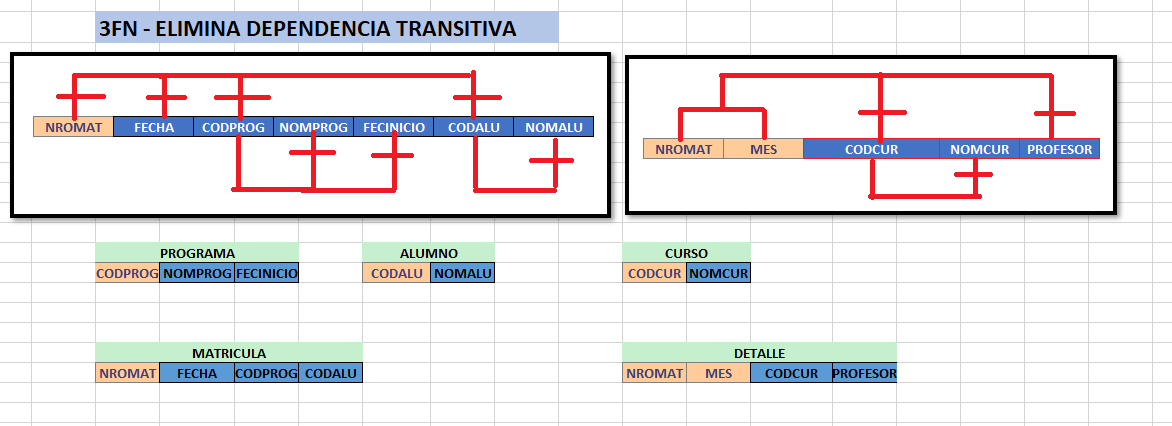 3FN - ELIMINA DEPENDENCIA TRANSITIVA
NROMAT FECHA CODPROG NOMPROG FECINICIO CODALU NOMALU
NROMAT MES CODCUR NOMCUR PROFESOR
PROGRAMA ALUMNO CURSO
CODPROG NOMPROG FECINICIO CODALU NOMALU CODCUR NOMCUR
MATRICULA DETALLE
NROMAT FECHA CODPROG CODALU NROMAT MES CODCUR PROFESOR